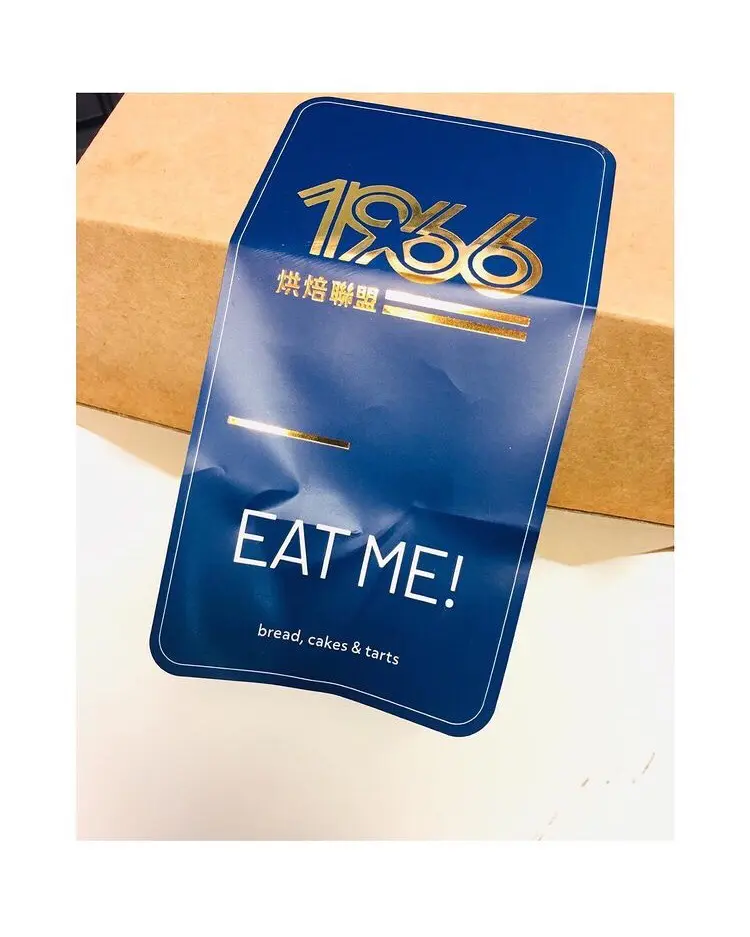 1966
烘焙聯盟
EAT ME!
bread, cakes & tarts